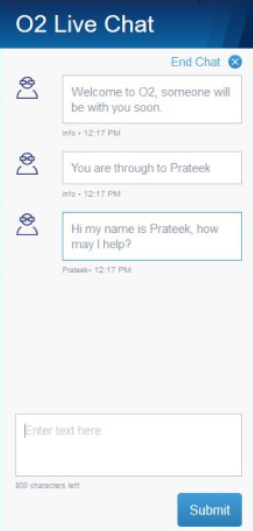 O2 Live Chat
End Chat
Welcome to O2, someone will
be with you soon.
info • 12:17 PM
You are through to Prateek
info • 12:17 PM
Hi my name is Prateek, how
may I help?
Prateek• 12:17 PM
Enter text here
800 characters left
Submit